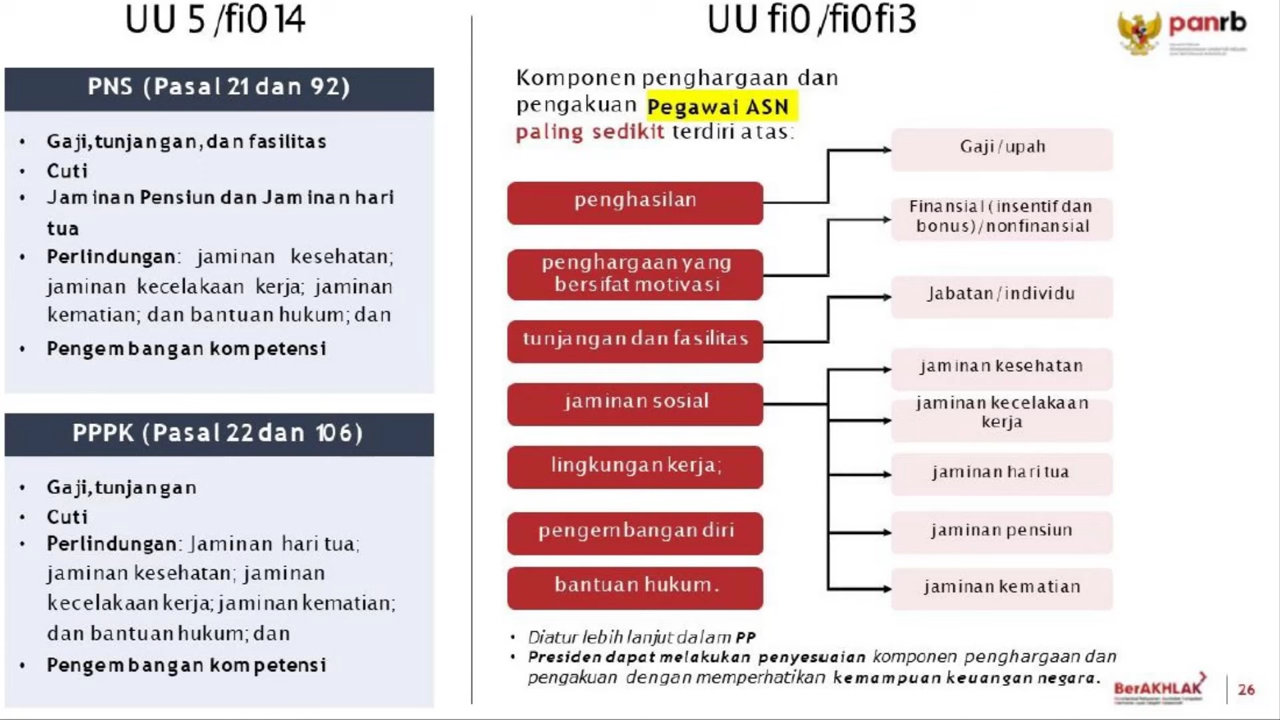 UU 5 /fi0 14
PNS (Pasal 21 dan 92)
• Gaji, tunjangan, dan fasilitas
• Cuti
• Jaminan Pensiun dan Jaminan hari
tua
• Perlindungan: jaminan kesehatan;
jaminan kecelakaan kerja; jaminan
kematian; dan bantuan hukum; dan
• Pengembangan kompetensi
PPPK (Pasal 22 dan 106)
• Gaji, tunjangan
• Cuti
• Perlindungan: Jaminan hari tua;
jaminan kesehatan; jaminan
kecelakaan kerja; jaminan kematian;
dan bantuan hukum; dan
• Pengembangan kompetensi
UU fi0 /fi0fi3
panrb
Komponen penghargaan dan
pengakuan Pegawai ASN
paling sedikit terdiri atas:
penghasilan
penghargaan yang
bersifat motivasi
tunjangan dan fasilitas
jaminan sosial
lingkungan kerja;
pengembangan diri
bantuan hukum.
Gaji/upah
Finansial (insentif dan
bonus)/nonfinansial
Jabatan/individu
jaminan kesehatan
jaminan kecelakaan
kerja
jaminan hari tua
jaminan pensiun
jaminan kematian
• Diatur lebih lanjut dalam PP
• Presiden dapat melakukan penyesuaian komponen penghargaan dan
pengakuan dengan memperhatikan kemampuan keuangan negara.
BerAKHLAK
26